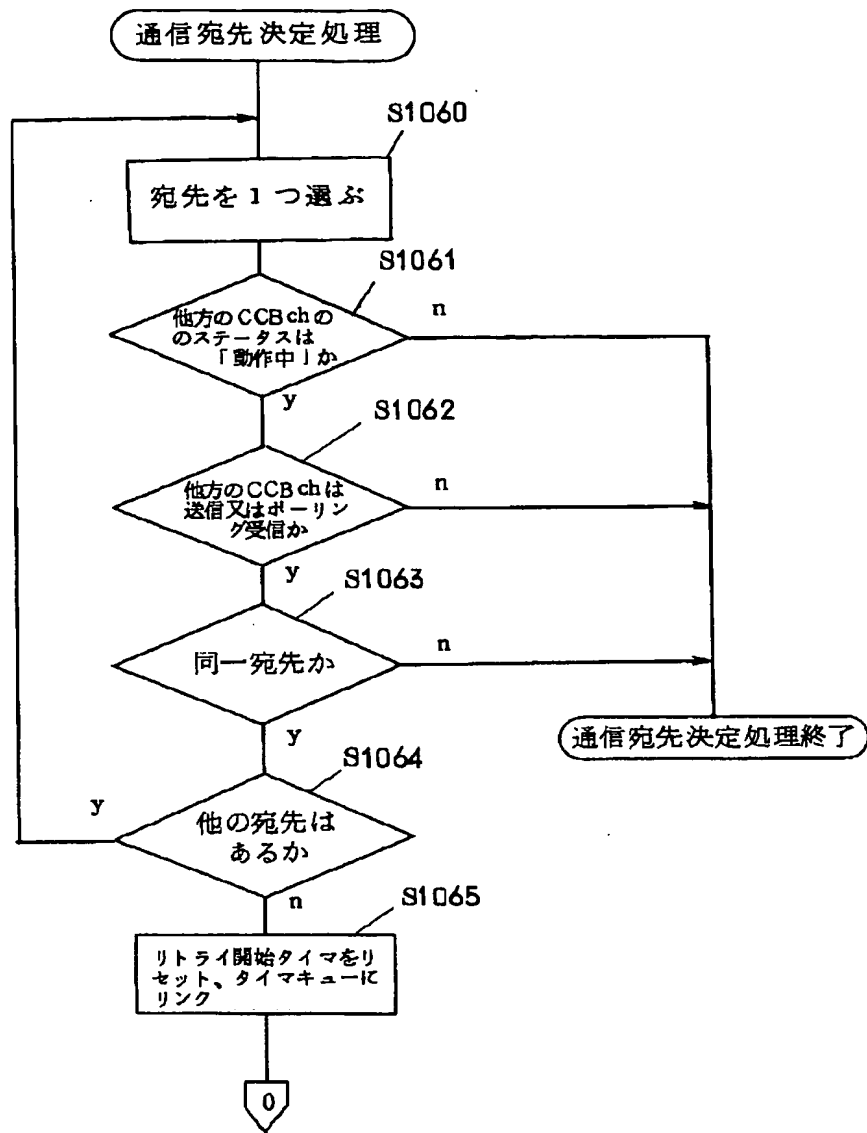 通信宛先決定処理
S1060
宛先を1つ選ぶ
S1061
n
他方のCCBchの
のステータスは
「動作中」か
y
S1062
n
他方のCCBchは
送信又はポーリン
グ受信か
y
S1063
n
同一宛先か
通信宛先決定処理終了
y
S1064
y
他の宛先は
あるか
n
S1065
リトライ開始タイマをリ
セット、タイマキューに
リンク
0